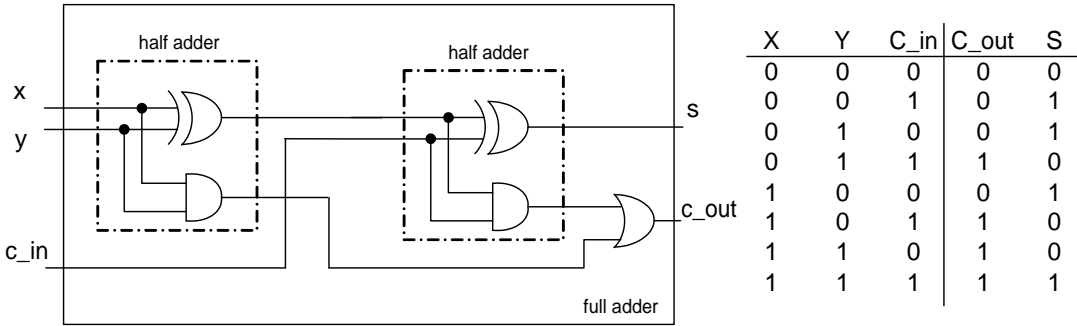 half adder
half adder
x
y
s
c_out
c_in
full adder
X Y C_in C_out S
0 0 0 0 0
0 0 1 0 1
0 1 0 0 1
0 1 1 1 0
1 0 0 0 1
1 0 1 1 0
1 1 0 1 0
1 1 1 1 1